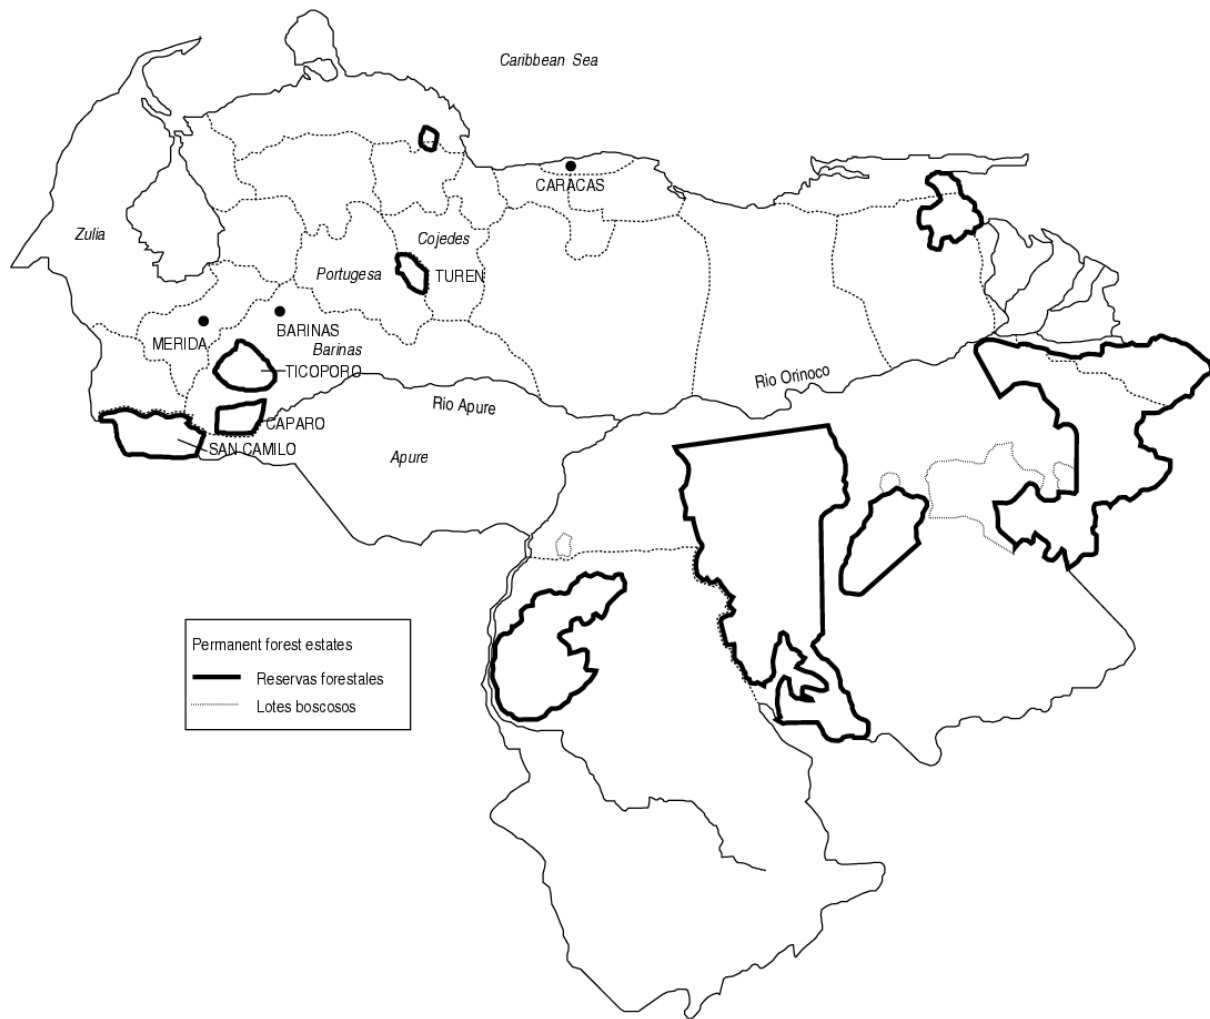 Caribbean Sea
CARACAS
Zulia
Cojedes
Portugesa
TUREN
BARINAS
MERIDA
Barinas
TICOPORO
Rio Orinoco
Rio Apure
CAPARO
SAN CAMILO
Apure
Permanent forest estates
Reservas forestales
Lotes boscosos